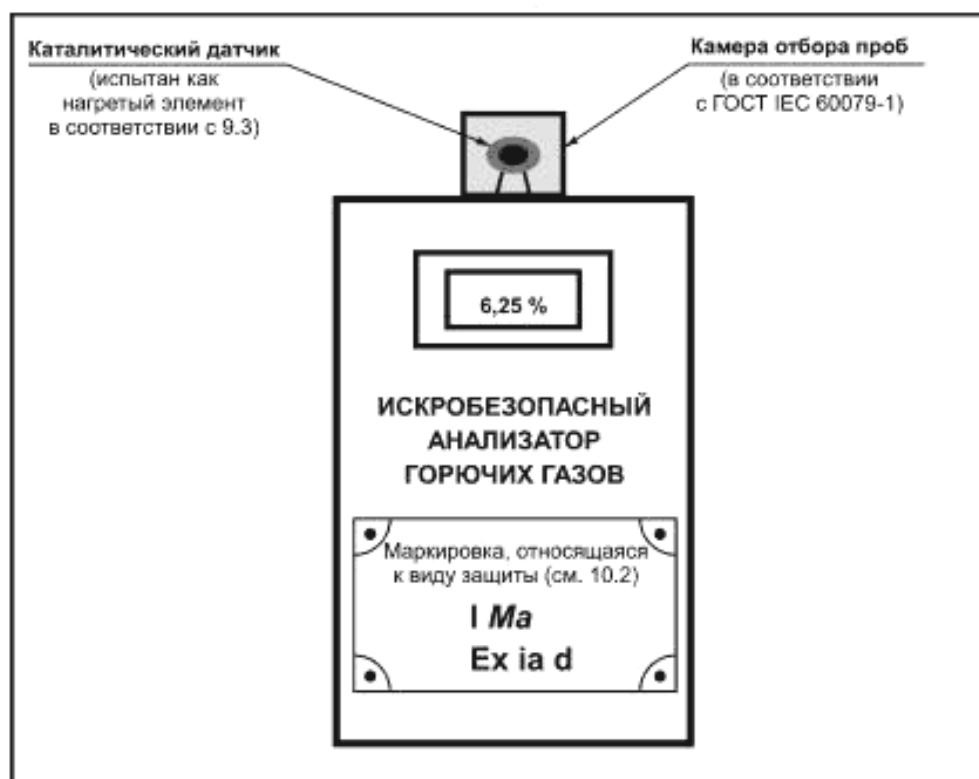 Каталитический датчик
(испытан как
нагретый элемент
в соответствии с 9.3)
Камера отбора проб
(в соответствии
с ГОСТ IEC 60079-1)
6,25 %
ИСКРОБЕЗОПАСНЫЙ
АНАЛИЗАТОР
ГОРЮЧИХ ГАЗОВ
Маркировка, относящаяся
к виду защиты (см. 10.2)
I Ma
Ex ia d